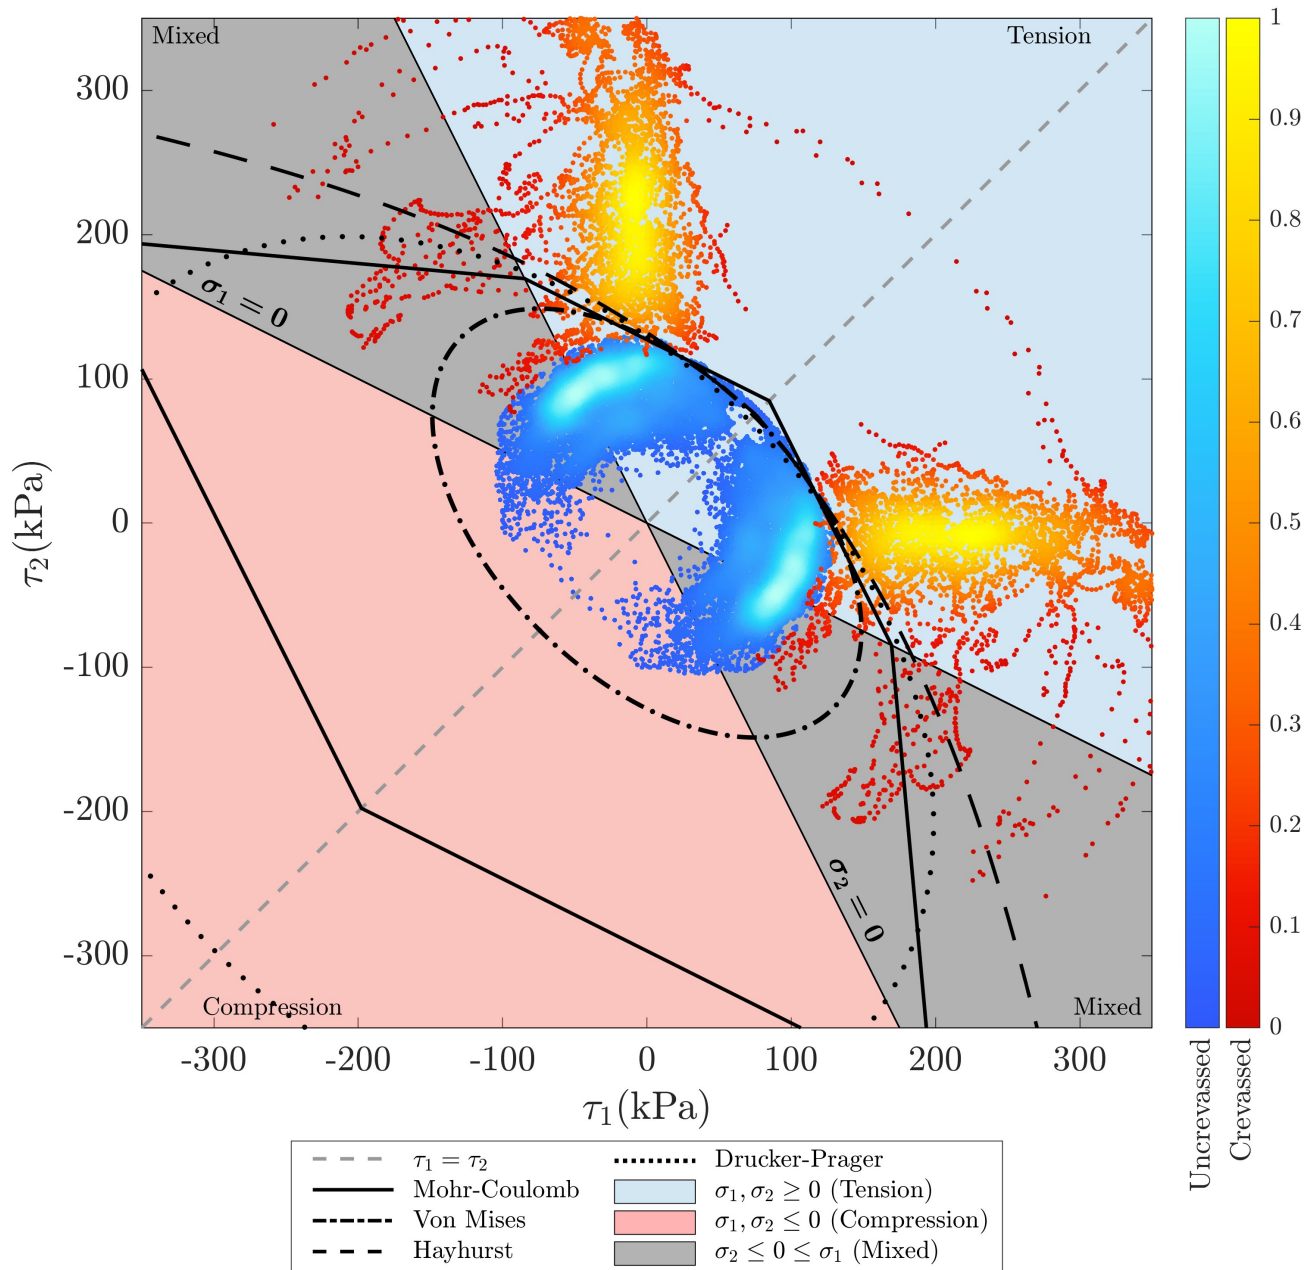 Mixed
Tension
300
200
100
0
-100
-200
-300
τ₂(kPa)
σ₁ = 0
σ₂ = 0
Compression
Mixed
-300 -200 -100 0 100 200 300
τ₁(kPa)
1
0.9
0.8
0.7
0.6
0.5
0.4
0.3
0.2
0.1
0
Uncrevassed
Crevassed
τ₁ = τ₂
Mohr-Coulomb
Von Mises
Hayhurst
Drucker-Prager
σ₁, σ₂ ≥ 0 (Tension)
σ₁, σ₂ ≤ 0 (Compression)
σ₂ ≤ 0 ≤ σ₁ (Mixed)